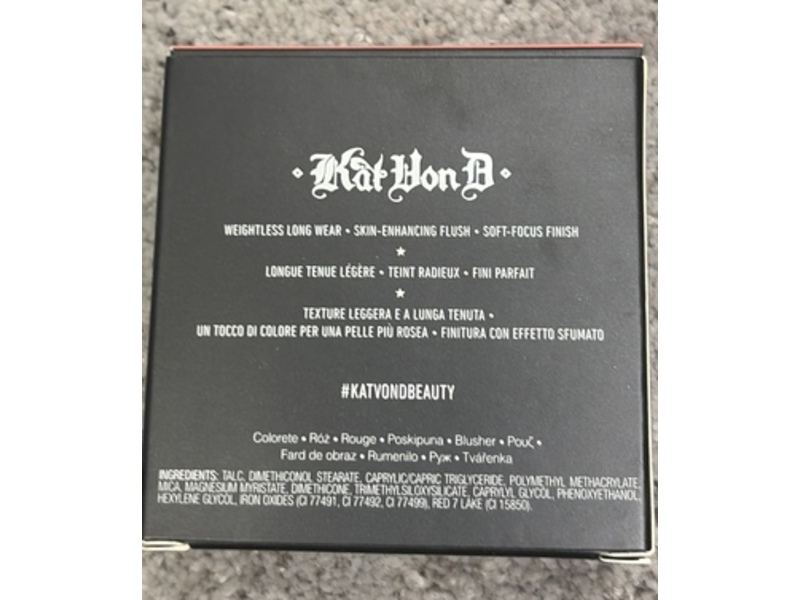 Kat Von D
WEIGHTLESS LONG WEAR • SKIN-ENHANCING FLUSH • SOFT-FOCUS FINISH
LONGUE TENUE LÉGÈRE • TEINT RADIEUX • FINI PARFAIT
TEXTURE LEGGERA E A LUNGA TENUTA •
UN TOCCO DI COLORE PER UNA PELLE PIÙ ROSEA • FINITURA CON EFFETTO SFUMATO
#KATVONDBEAUTY
Colorete • Róż • Rouge • Poskipuna • Blusher • Ρουζ •
Fard de obraz • Rumenilo • Руж • Tvářenka
INGREDIENTS: TALC, DIMETHICONOL STEARATE, CAPRYLIC/CAPRIC TRIGLYCERIDE, POLYMETHYL METHACRYLATE,
MICA, MAGNESIUM MYRISTATE, DIMETHICONE, TRIMETHYLSILOXYSILICATE, CAPRYLYL GLYCOL, PHENOXYETHANOL,
HEXYLENE GLYCOL, IRON OXIDES (CI 77491, CI 77492, CI 77499), RED 7 LAKE (CI 15850).